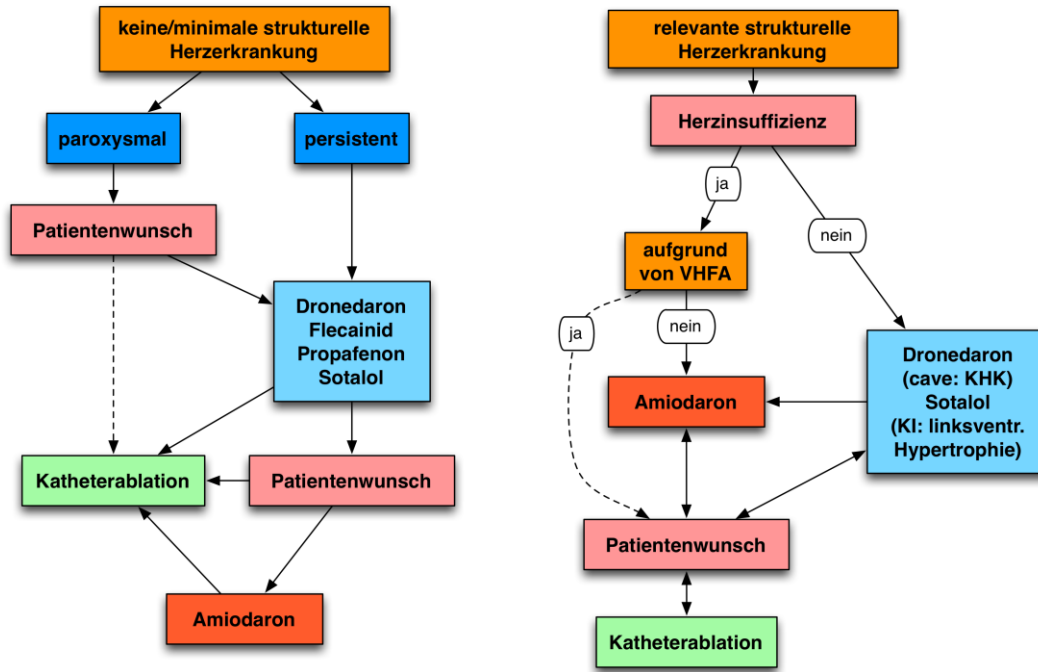 keine/minimale strukturelle
Herzerkrankung
paroxysmal
persistent
Patientenwunsch
Dronedaron
Flecainid
Propafenon
Sotalol
Katheterablation
Patientenwunsch
Amiodaron
relevante strukturelle
Herzerkrankung
Herzinsuffizienz
ja
nein
aufgrund
von VHFA
ja
nein
Dronedaron
(cave: KHK)
Sotalol
(KI: linksventr.
Hypertrophie)
Amiodaron
Patientenwunsch
Katheterablation